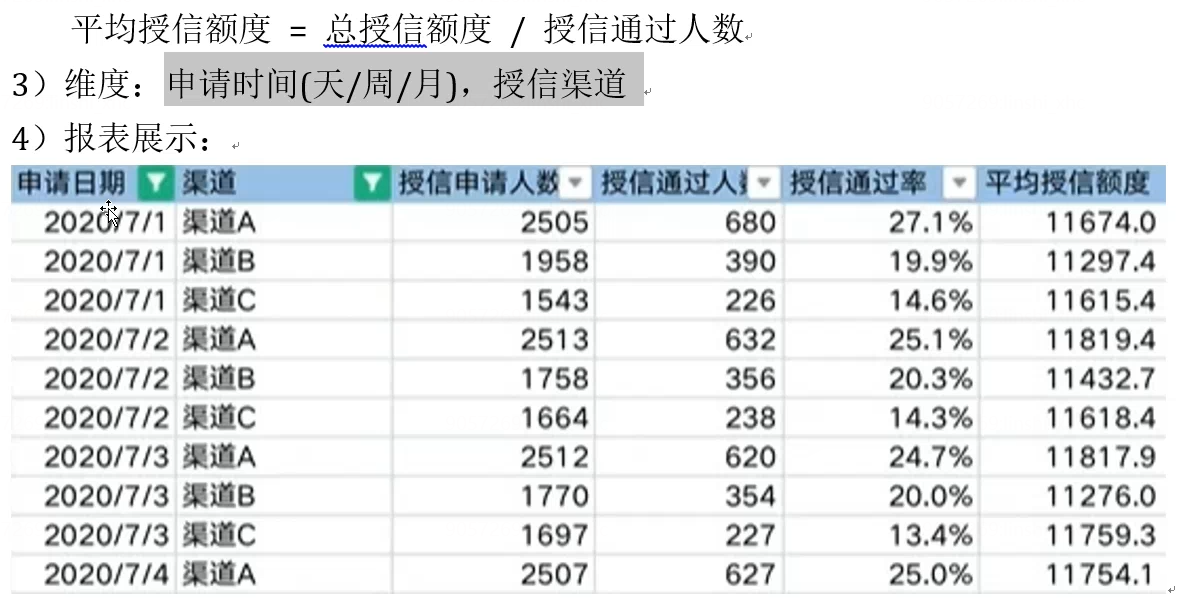 平均授信额度 = 总授信额度 / 授信通过人数
3）维度：申请时间(天/周/月)，授信渠道
4）报表展示：
申请日期 渠道 授信申请人数 授信通过人 授信通过率 平均授信额度
2020/7/1 渠道A 2505 680 27.1% 11674.0
2020/7/1 渠道B 1958 390 19.9% 11297.4
2020/7/1 渠道C 1543 226 14.6% 11615.4
2020/7/2 渠道A 2513 632 25.1% 11819.4
2020/7/2 渠道B 1758 356 20.3% 11432.7
2020/7/2 渠道C 1664 238 14.3% 11618.4
2020/7/3 渠道A 2512 620 24.7% 11817.9
2020/7/3 渠道B 1770 354 20.0% 11276.0
2020/7/3 渠道C 1697 227 13.4% 11759.3
2020/7/4 渠道A 2507 627 25.0% 11754.1